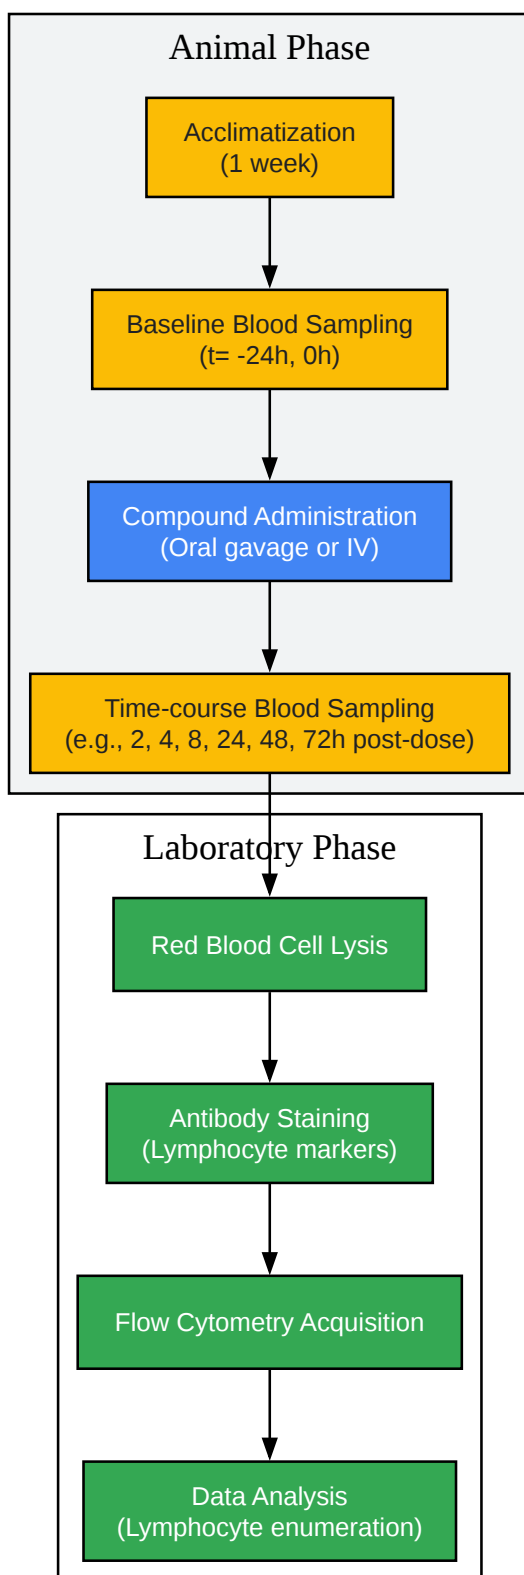 Animal Phase
Acclimatization
(1 week)
Baseline Blood Sampling
(t= -24h, 0h)
Compound Administration
(Oral gavage or IV)
Time-course Blood Sampling
(e.g., 2, 4, 8, 24, 48, 72h post-dose)
Laboratory Phase
Red Blood Cell Lysis
Antibody Staining
(Lymphocyte markers)
Flow Cytometry Acquisition
Data Analysis
(Lymphocyte enumeration)